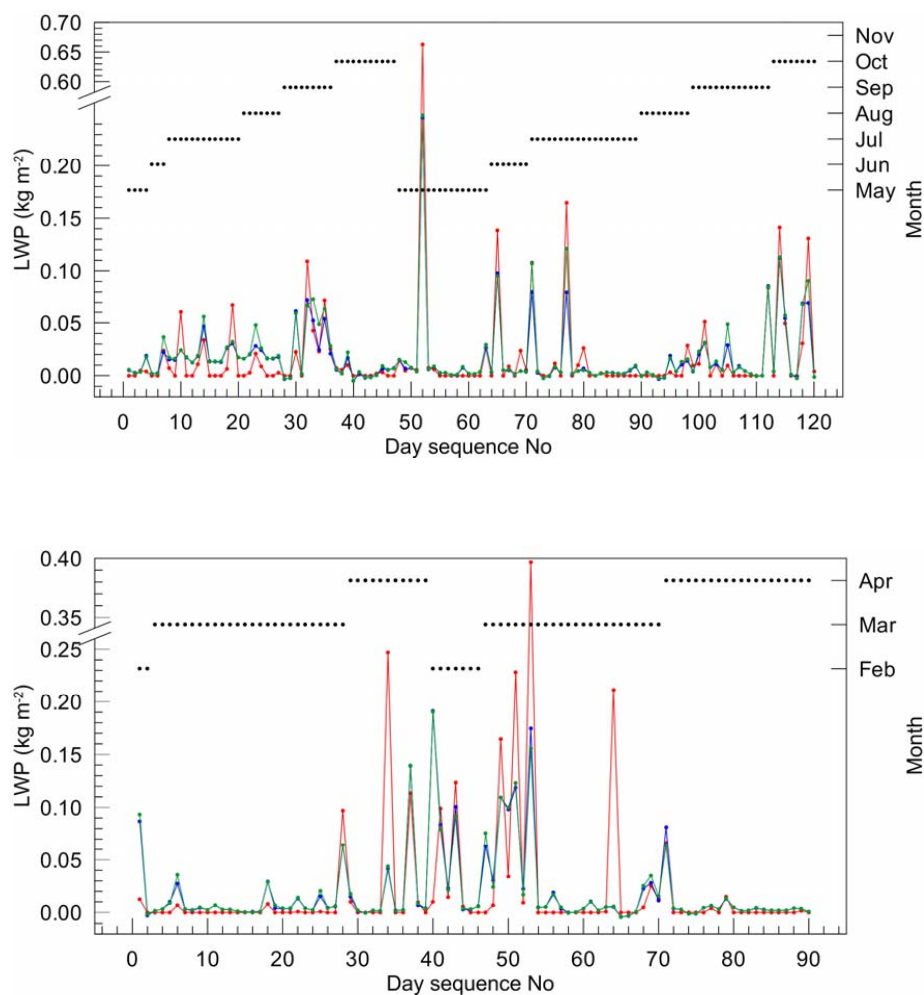 0.70
0.65
0.60
0.20
0.15
0.10
0.05
0.00
LWP (kg m-2)
Nov
Oct
Sep
Aug
Jul
Jun
May
Month
0 10 20 30 40 50 60 70 80 90 100 110 120
Day sequence No
0.40
0.35
0.25
0.20
0.15
0.10
0.05
0.00
LWP (kg m-2)
Apr
Mar
Feb
Month
0 10 20 30 40 50 60 70 80 90
Day sequence No